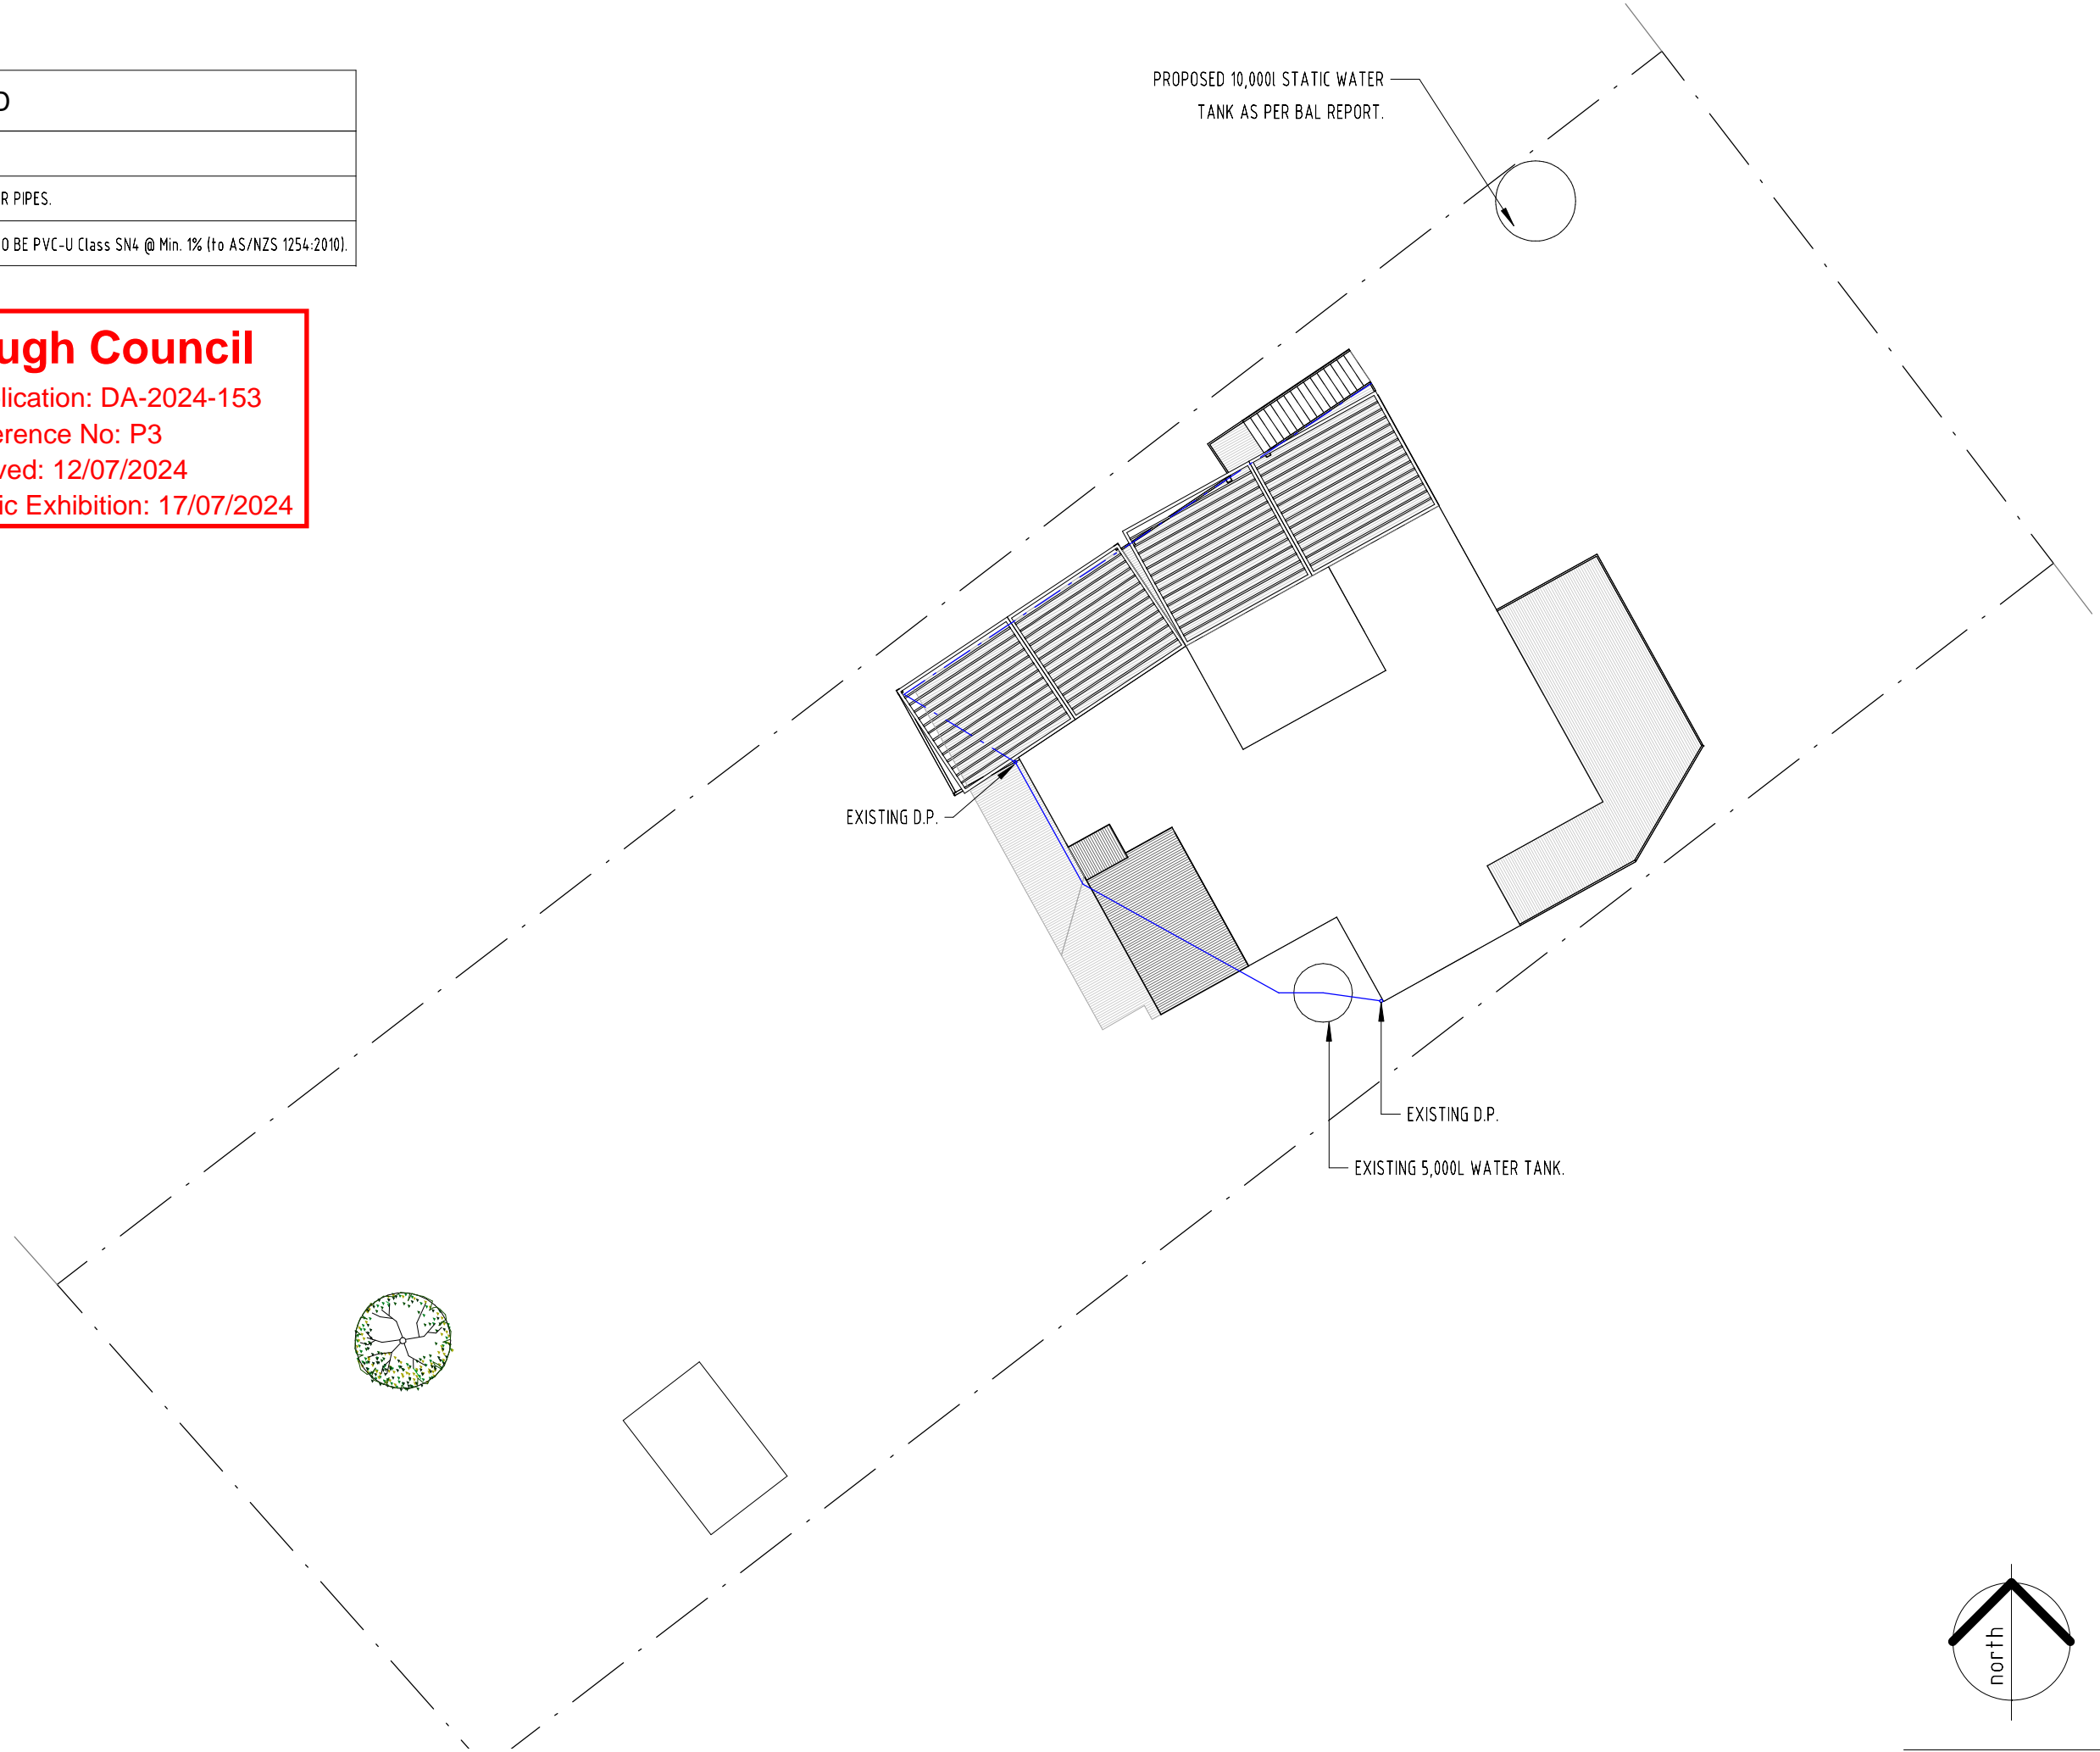 R PIPES.
O BE PVC-U Class SN4 @ Min. 1% (to AS/NZS 1254:2010).
ugh Council
lication: DA-2024-153
erence No: P3
ved: 12/07/2024
ic Exhibition: 17/07/2024
PROPOSED 10,000l STATIC WATER
TANK AS PER BAL REPORT.
EXISTING D.P.
EXISTING D.P.
EXISTING 5,000L WATER TANK.
north